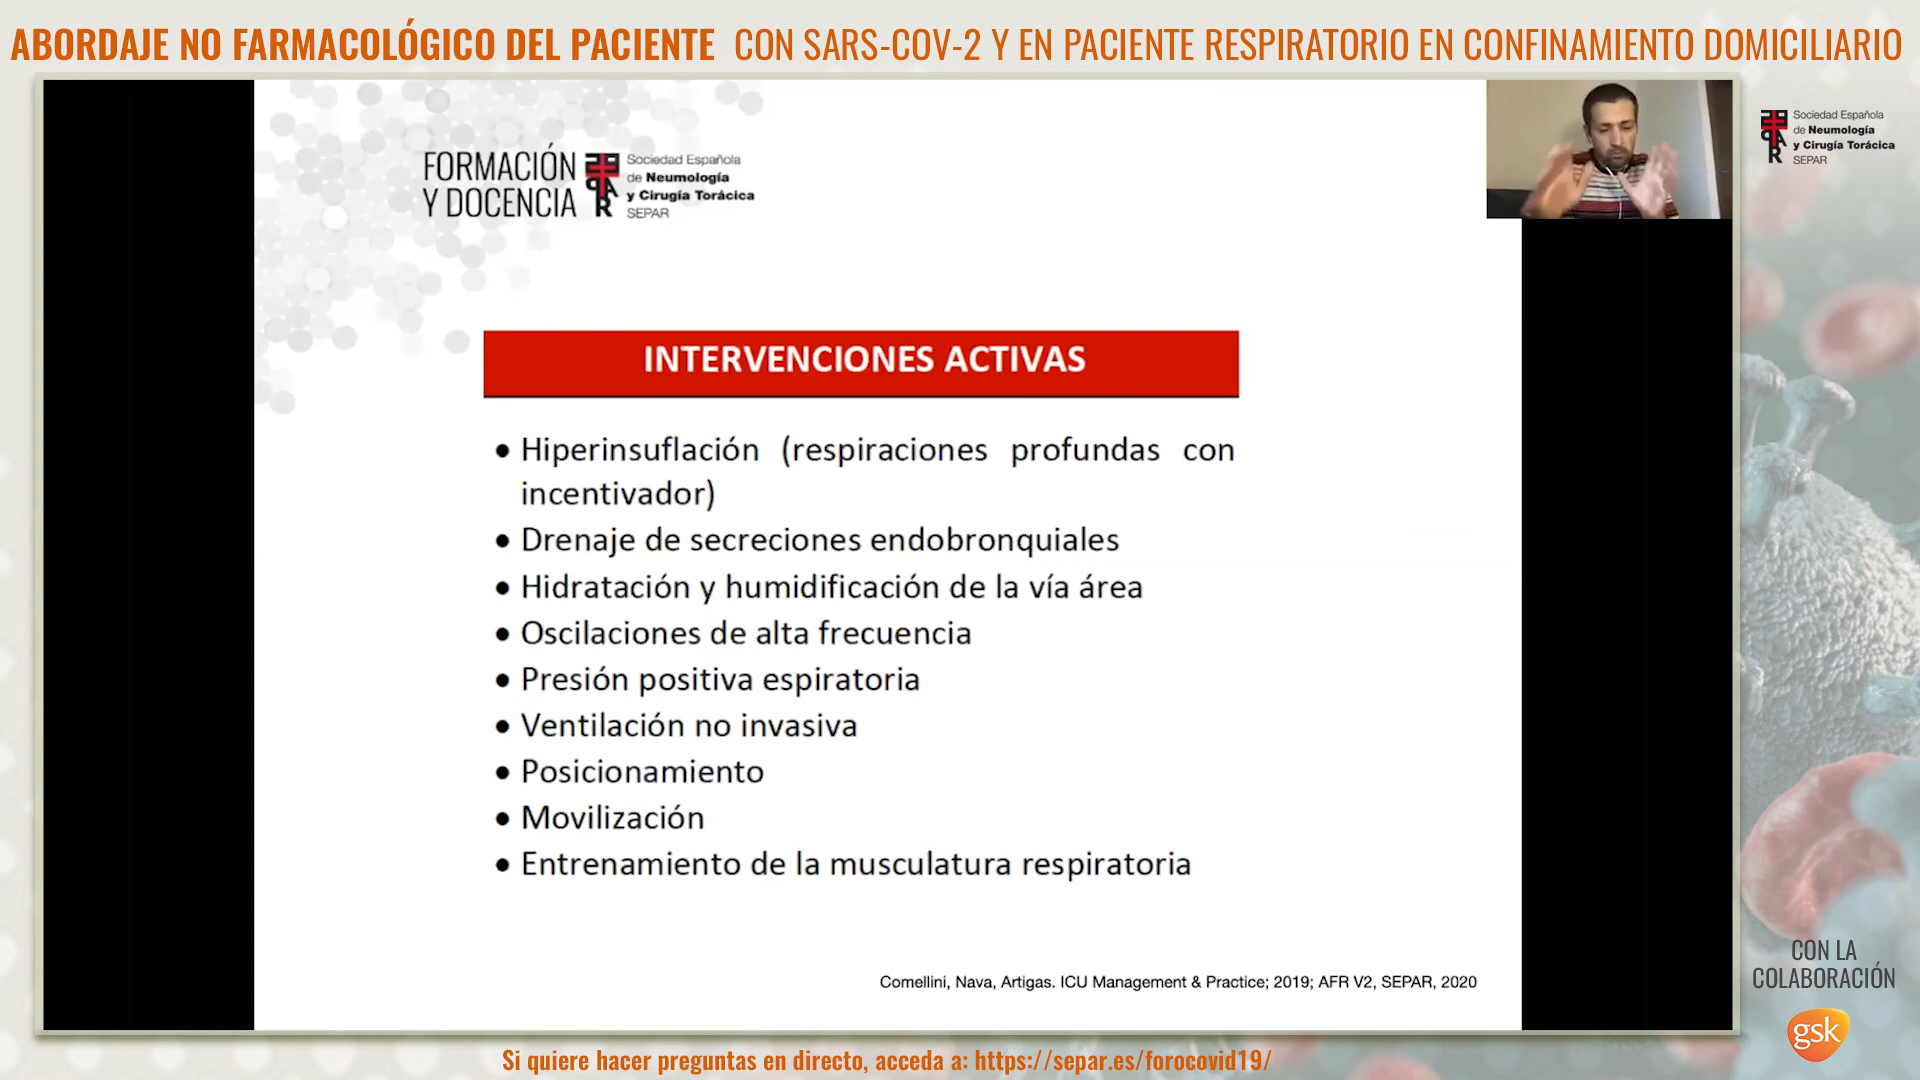 ABORDAJE NO FARMACOLÓGICO DEL PACIENTE CON SARS-COV-2 Y EN PACIENTE RESPIRATORIO EN CONFINAMIENTO DOMICILIARIO
Sociedad Española
de Neumología
y Cirugía Torácica
SEPAR
FORMACIÓN
Y DOCENCIA
Sociedad Española
de Neumología
y Cirugía Torácica
SEPAR
INTERVENCIONES ACTIVAS
• Hiperinsuflación (respiraciones profundas con
incentivador)
• Drenaje de secreciones endobronquiales
• Hidratación y humidificación de la vía área
• Oscilaciones de alta frecuencia
• Presión positiva espiratoria
• Ventilación no invasiva
• Posicionamiento
• Movilización
• Entrenamiento de la musculatura respiratoria
Comellini, Nava, Artigas. ICU Management & Practice; 2019; AFR V2, SEPAR, 2020
CON LA
COLABORACIÓN
gsk
Si quiere hacer preguntas en directo, acceda a: https://separ.es/forocovid19/